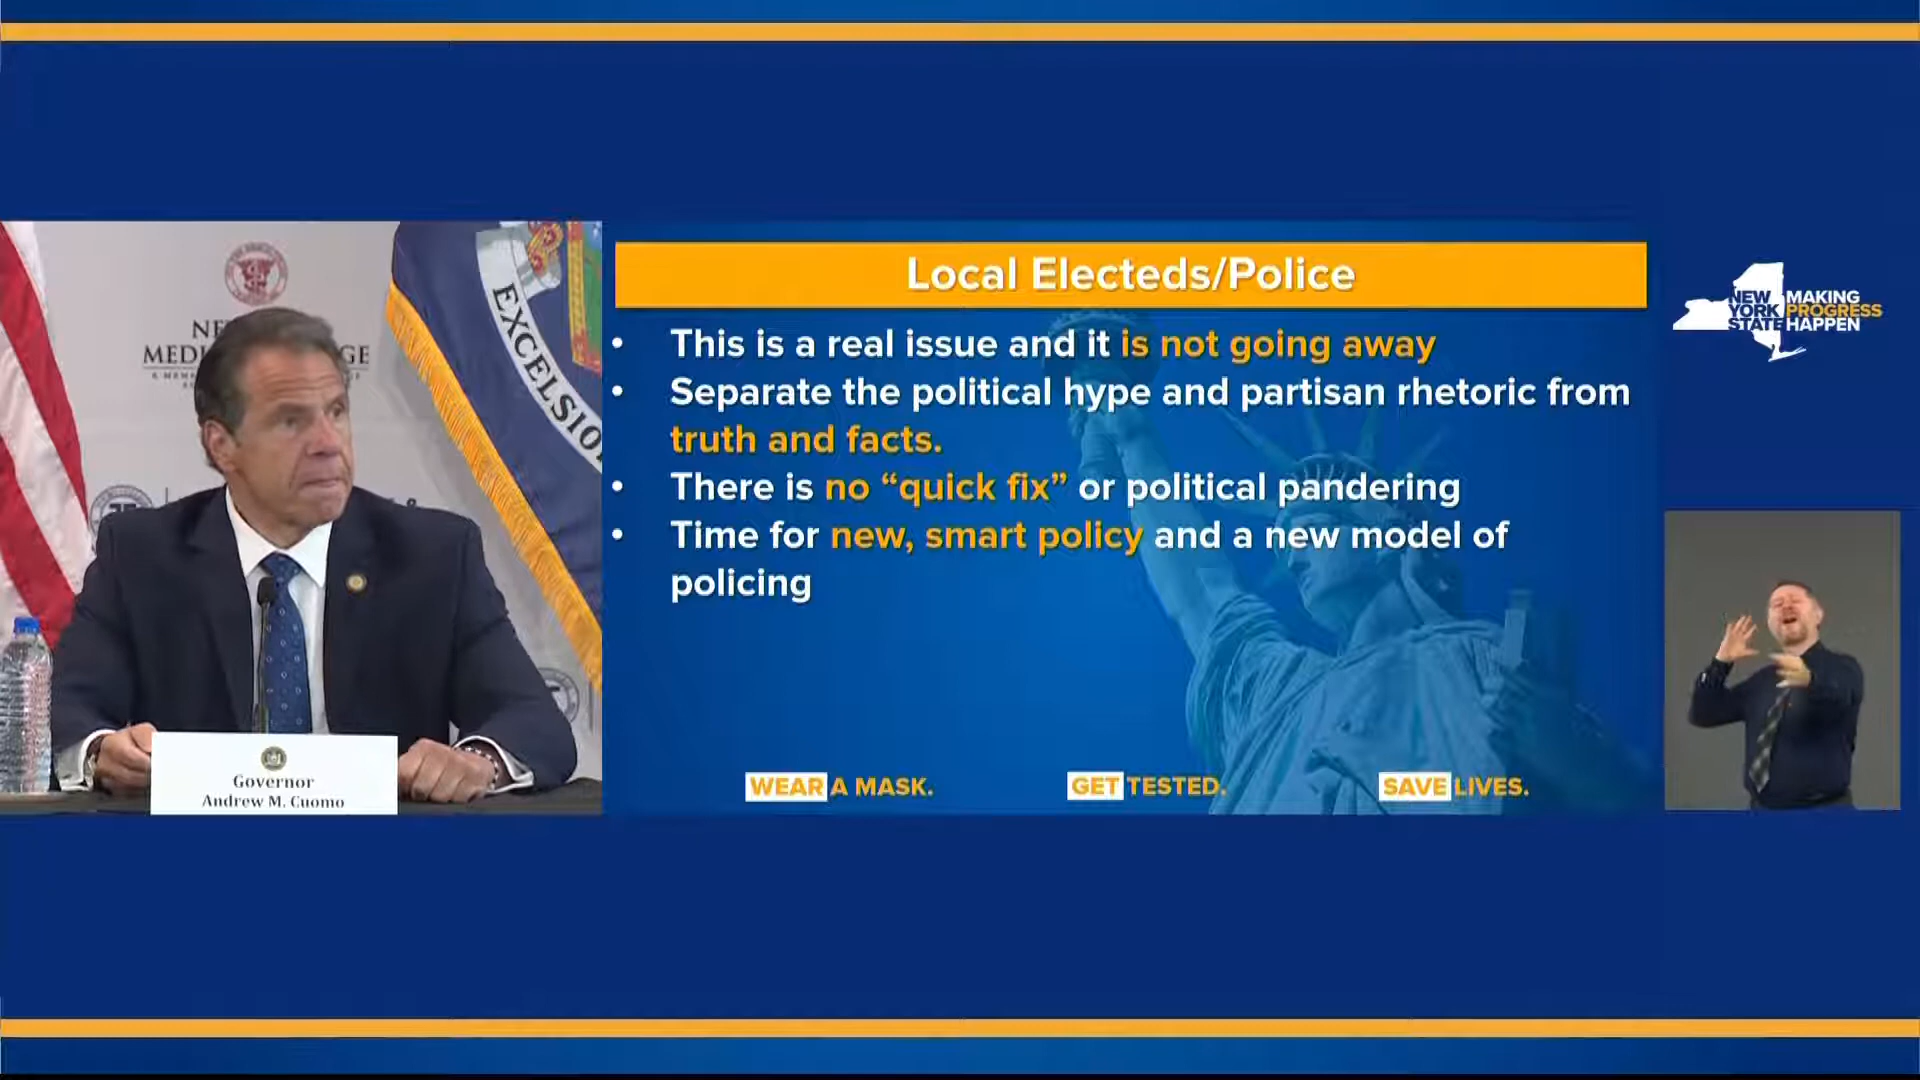 Local Electeds/Police
• This is a real issue and it is not going away
• Separate the political hype and partisan rhetoric from
truth and facts.
• There is no “quick fix” or political pandering
• Time for new, smart policy and a new model of
policing
WEAR A MASK.
GET TESTED.
SAVE LIVES.
NEW
YORK
STATE
MAKING
PROGRESS
HAPPEN
EXCELSIO
Governor
Andrew M. Cuomo